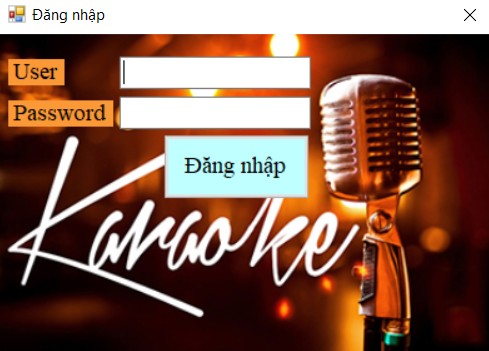 Đăng nhập
User
Password
Đăng nhập
Karaoke